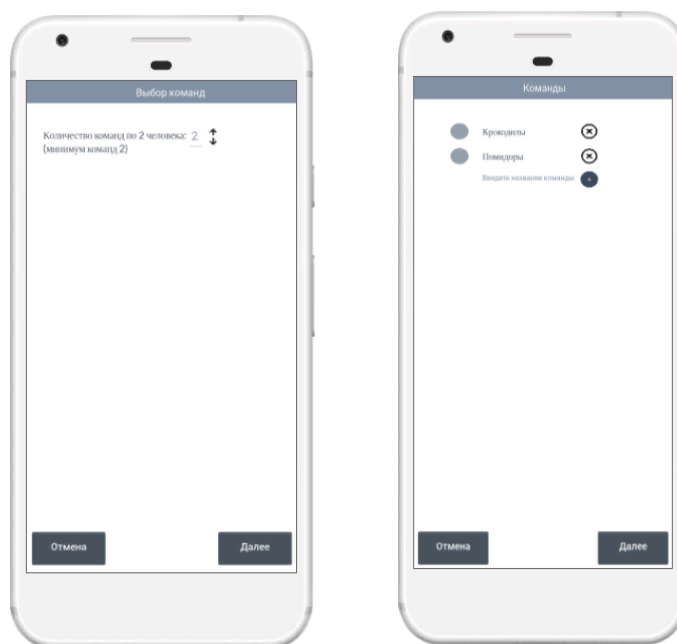 Выбор команд
Количество команд по 2 человека: 2
(минимум команд 2)
Отмена
Далее
Команды
Крокодилы
Помидоры
Введите название команды
Отмена
Далее